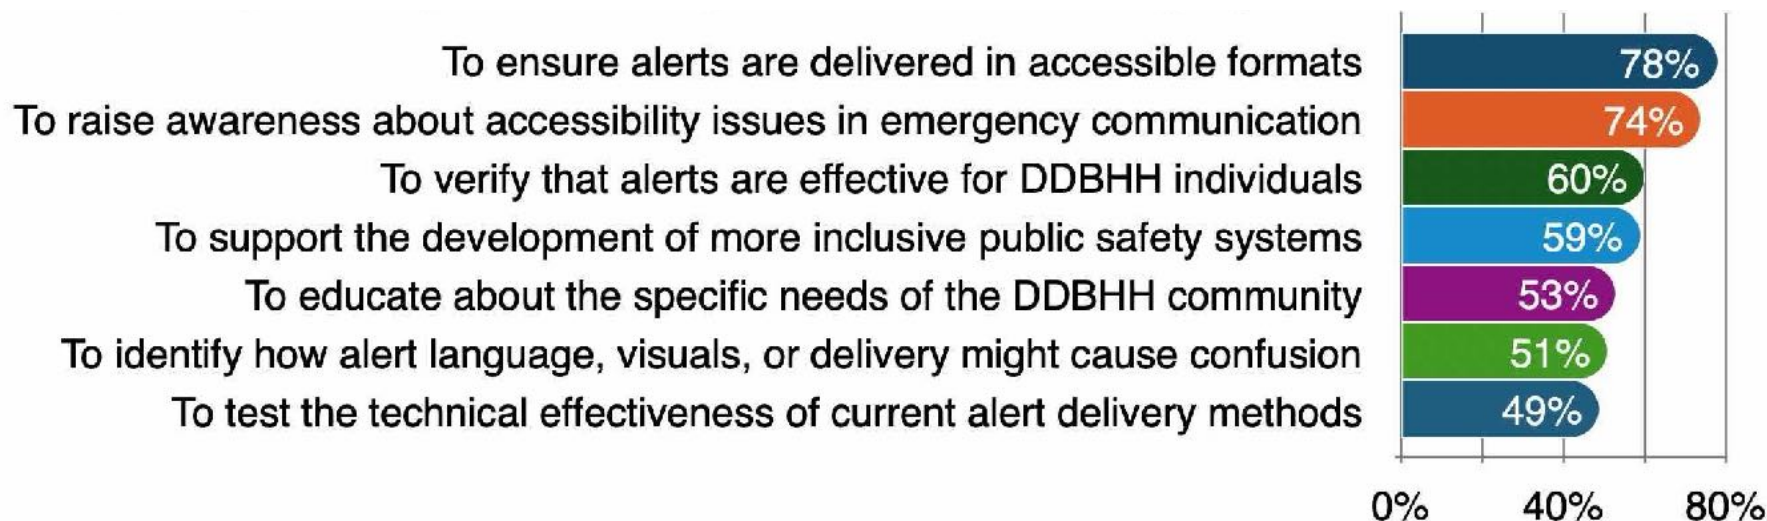 To ensure alerts are delivered in accessible formats 78%
To raise awareness about accessibility issues in emergency communication 74%
To verify that alerts are effective for DDBHH individuals 60%
To support the development of more inclusive public safety systems 59%
To educate about the specific needs of the DDBHH community 53%
To identify how alert language, visuals, or delivery might cause confusion 51%
To test the technical effectiveness of current alert delivery methods 49%
0% 40% 80%